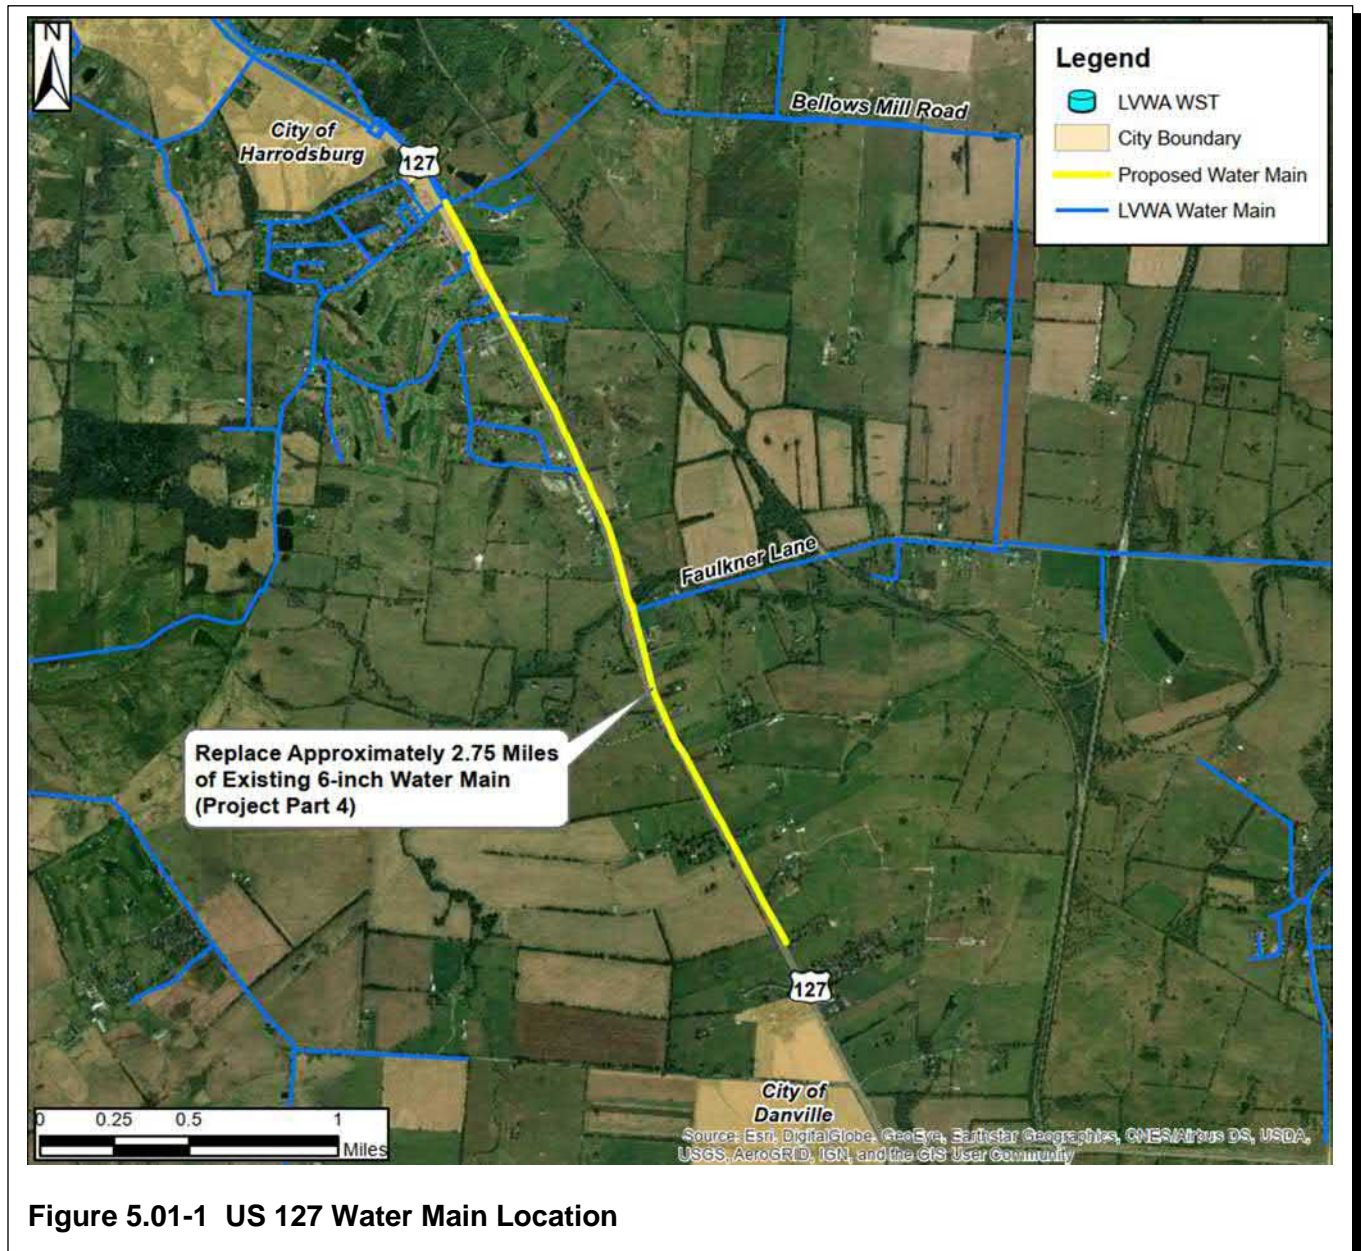 N
Legend
LVWA WST
City Boundary
Proposed Water Main
LVWA Water Main
Bellows Mill Road
City of
Harrodsburg
127
Faulkner Lane
Replace Approximately 2.75 Miles
of Existing 6-inch Water Main
(Project Part 4)
127
City of
Danville
0 0.25 0.5 1
Miles
Source: Esri, DigitalGlobe, GeoEye, Earthstar Geographics, CNES/Airbus DS, USDA,
USGS, AeroGRID, IGN, and the GIS User Community
Figure 5.01-1 US 127 Water Main Location